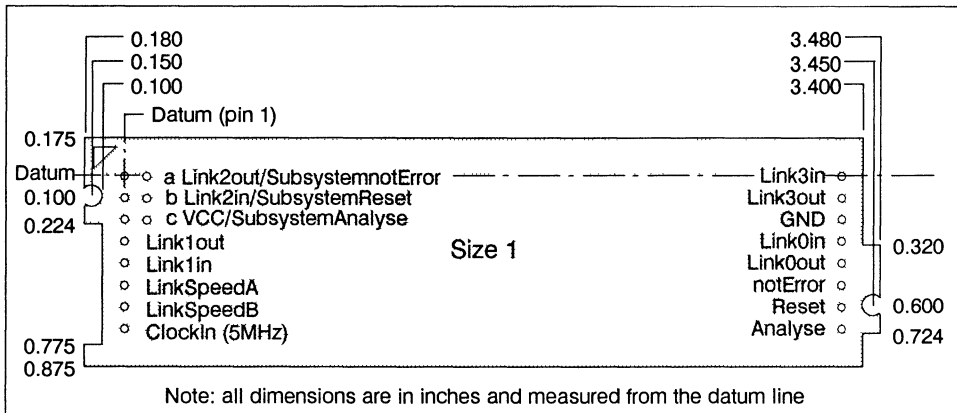 0.180
0.150
0.100
3.480
3.450
3.400
Datum (pin 1)
0.175
Datum
a Link2out/SubsystemnotError
Link3in
0.100
b Link2in/SubsystemReset
Link3out
0.224
c VCC/SubsystemAnalyse
GND
Link1out
Size 1
Link0in
0.320
Link1in
Link0out
LinkSpeedA
notError
LinkSpeedB
Reset
0.600
ClockIn (5MHz)
Analyse
0.724
0.775
0.875
Note: all dimensions are in inches and measured from the datum line